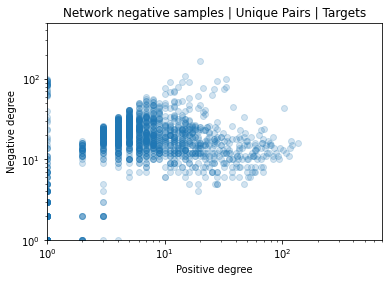 Network negative samples | Unique Pairs | Targets
Negative degree
10²
10¹
10⁰
10⁰ 10¹ 10²
Positive degree